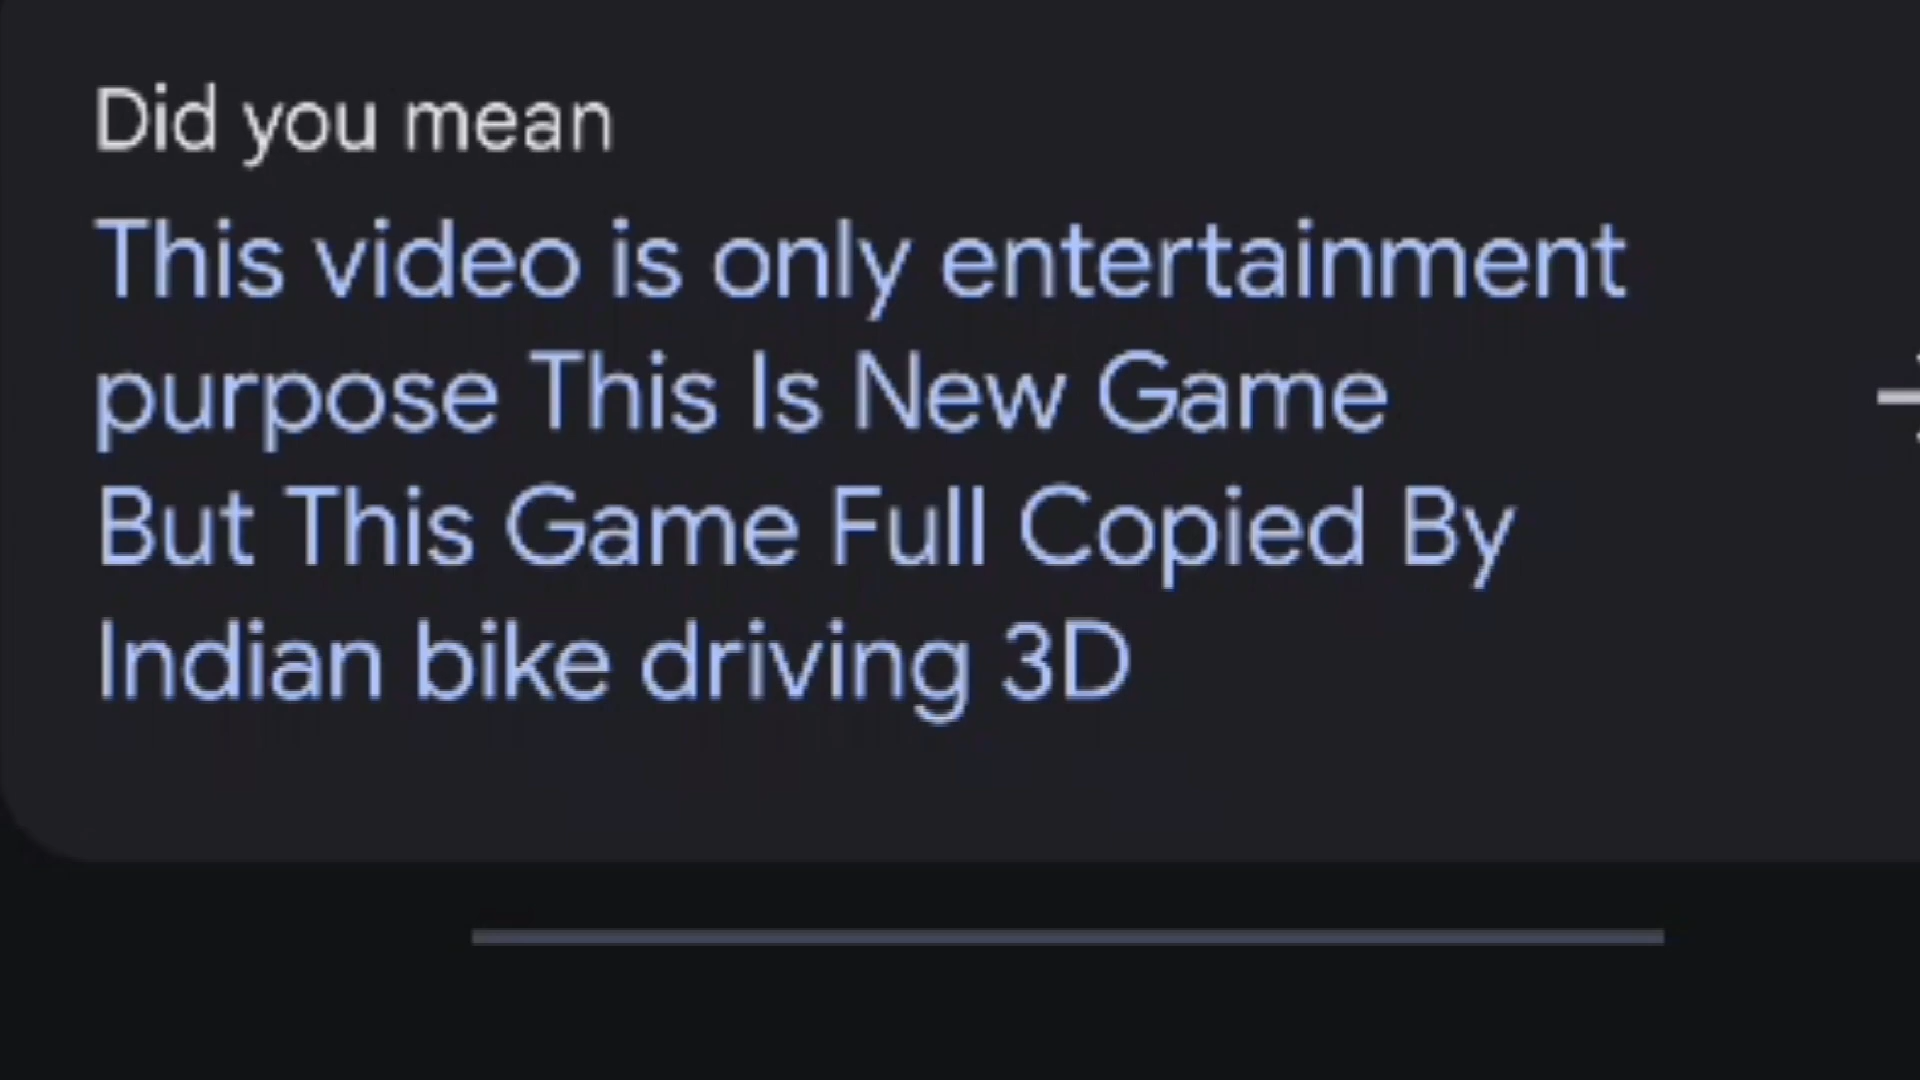 Did you mean
This video is only entertainment
purpose This Is New Game
But This Game Full Copied By
Indian bike driving 3D